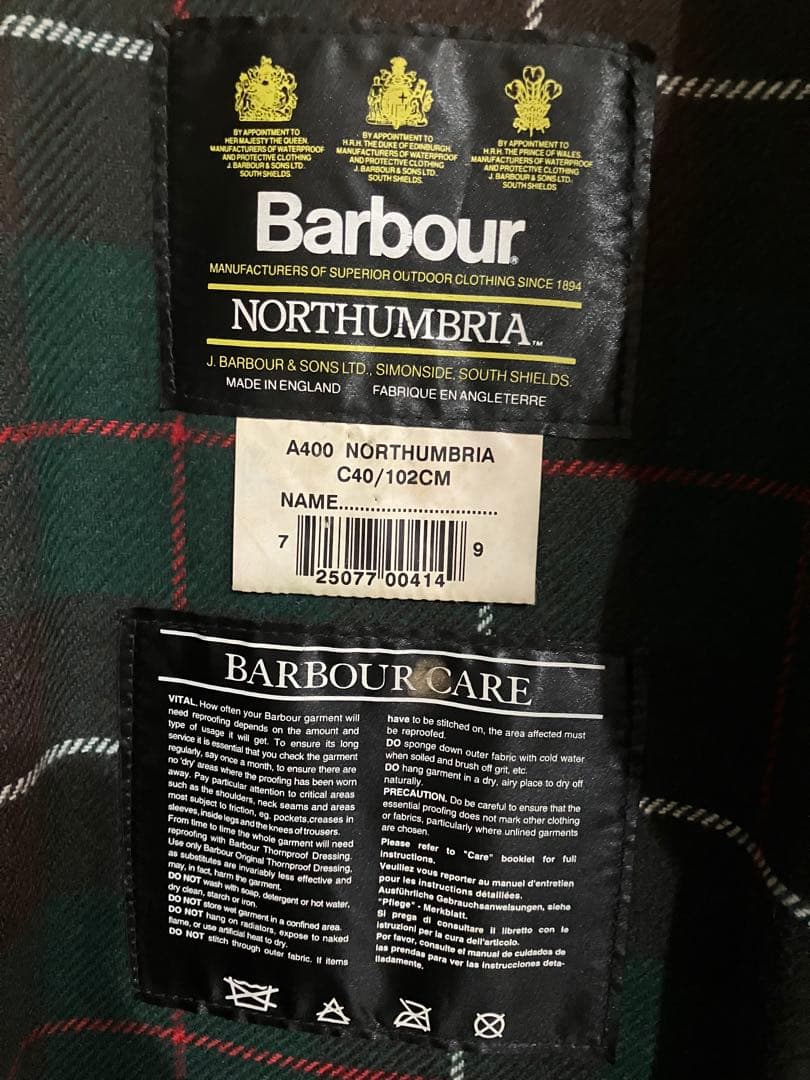 BY APPOINTMENT TO
HER MAJESTY THE QUEEN
MANUFACTURERS OF WATERPROOF
AND PROTECTIVE CLOTHING
J. BARBOUR & SONS LTD.
SOUTH SHIELDS.
BY APPOINTMENT TO
H.R.H. THE DUKE OF EDINBURGH.
MANUFACTURERS OF WATERPROOF
AND PROTECTIVE CLOTHING
J. BARBOUR & SONS LTD.
SOUTH SHIELDS.
BY APPOINTMENT TO
H.R.H. THE PRINCE OF WALES.
MANUFACTURERS OF WATERPROOF
AND PROTECTIVE CLOTHING
J. BARBOUR & SONS LTD.
SOUTH SHIELDS
Barbour®
MANUFACTURERS OF SUPERIOR OUTDOOR CLOTHING SINCE 1894
NORTHUMBRIA™
J. BARBOUR & SONS LTD., SIMONSIDE, SOUTH SHIELDS.
MADE IN ENGLAND FABRIQUE EN ANGLETERRE
A400 NORTHUMBRIA
C40/102CM
NAME..............................
7 25077 00414 9
BARBOUR CARE
VITAL. How often your Barbour garment will
need reproofing depends on the amount and
type of usage it will get. To ensure its long
service it is essential that you check the garment
regularly, say once a month, to ensure there are
no 'dry' areas where the proofing has been worn
away. Pay particular attention to critical areas
such as the shoulders, neck seams and areas
most subject to friction, eg. pockets,creases in
sleeves, inside legs and the knees of trousers.
From time to time the whole garment will need
reproofing with Barbour Thornproof Dressing.
Use only Barbour Original Thornproof Dressing,
as substitutes are invariably less effective and
may, in fact, harm the garment.
DO NOT wash with soap, detergent or hot water,
dry clean, starch or iron.
DO NOT store wet garment in a confined area.
DO NOT hang on radiators, expose to naked
flame, or use artificial heat to dry.
DO NOT stitch through outer fabric. If items
have to be stitched on, the area affected must
be reproofed.
DO sponge down outer fabric with cold water
when soiled and brush off grit, etc.
DO hang garment in a dry, airy place to dry off
naturally.
PRECAUTION. Do be careful to ensure that the
essential proofing does not mark other clothing
or fabrics, particularly where unlined garments
are chosen.
Please refer to "Care" booklet for full
instructions.
Veuillez vous reporter au manuel d'entretien
pour les instructions détaillées.
Ausführliche Gebrauchsanweisungen, siehe
"Pflege" - Merkblatt.
Si prega di consultare il libretto con le
istruzioni per la cura dell'articolo.
Por favor, consulte el manual de cuidados de
las prendas para ver las instrucciones deta-
lladamente.